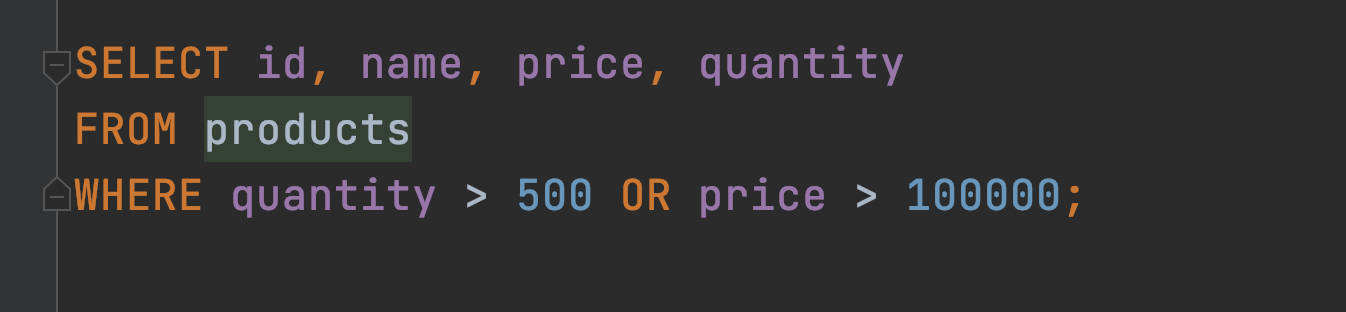 SELECT id, name, price, quantity
FROM products
WHERE quantity > 500 OR price > 100000;